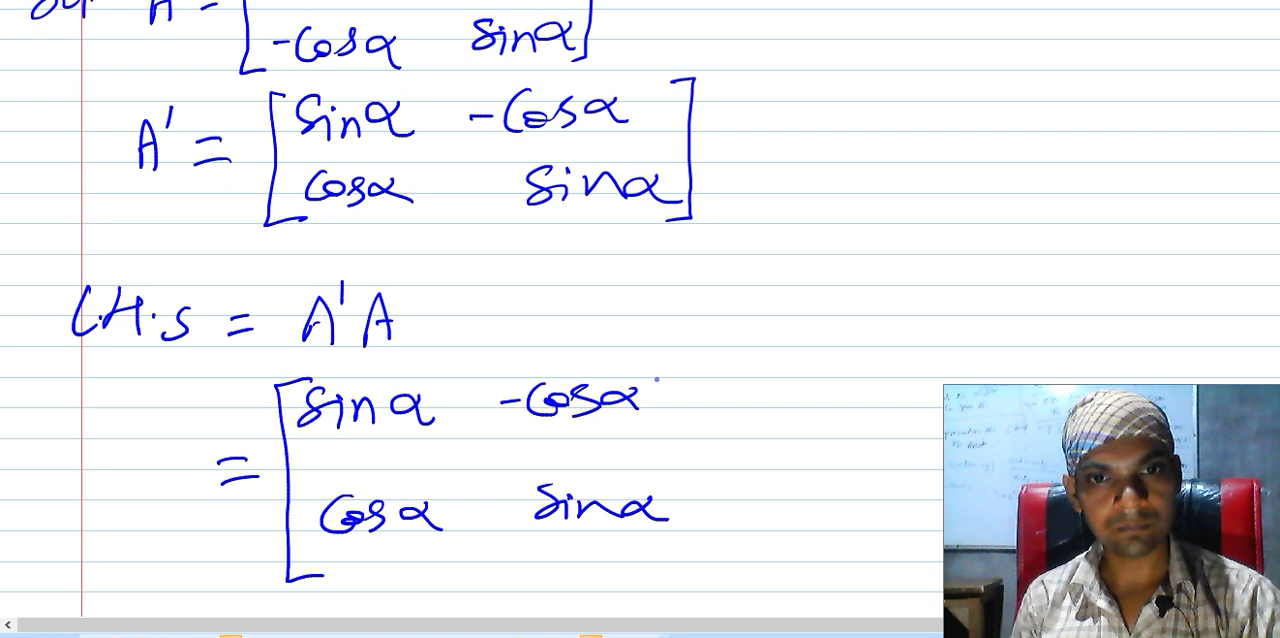 A =
-Cosα sinα
A' = [ Sinα -Cosα
Cosα Sinα ]
L.H.S = A'A
= [ Sinα -Cosα
Cosα Sinα